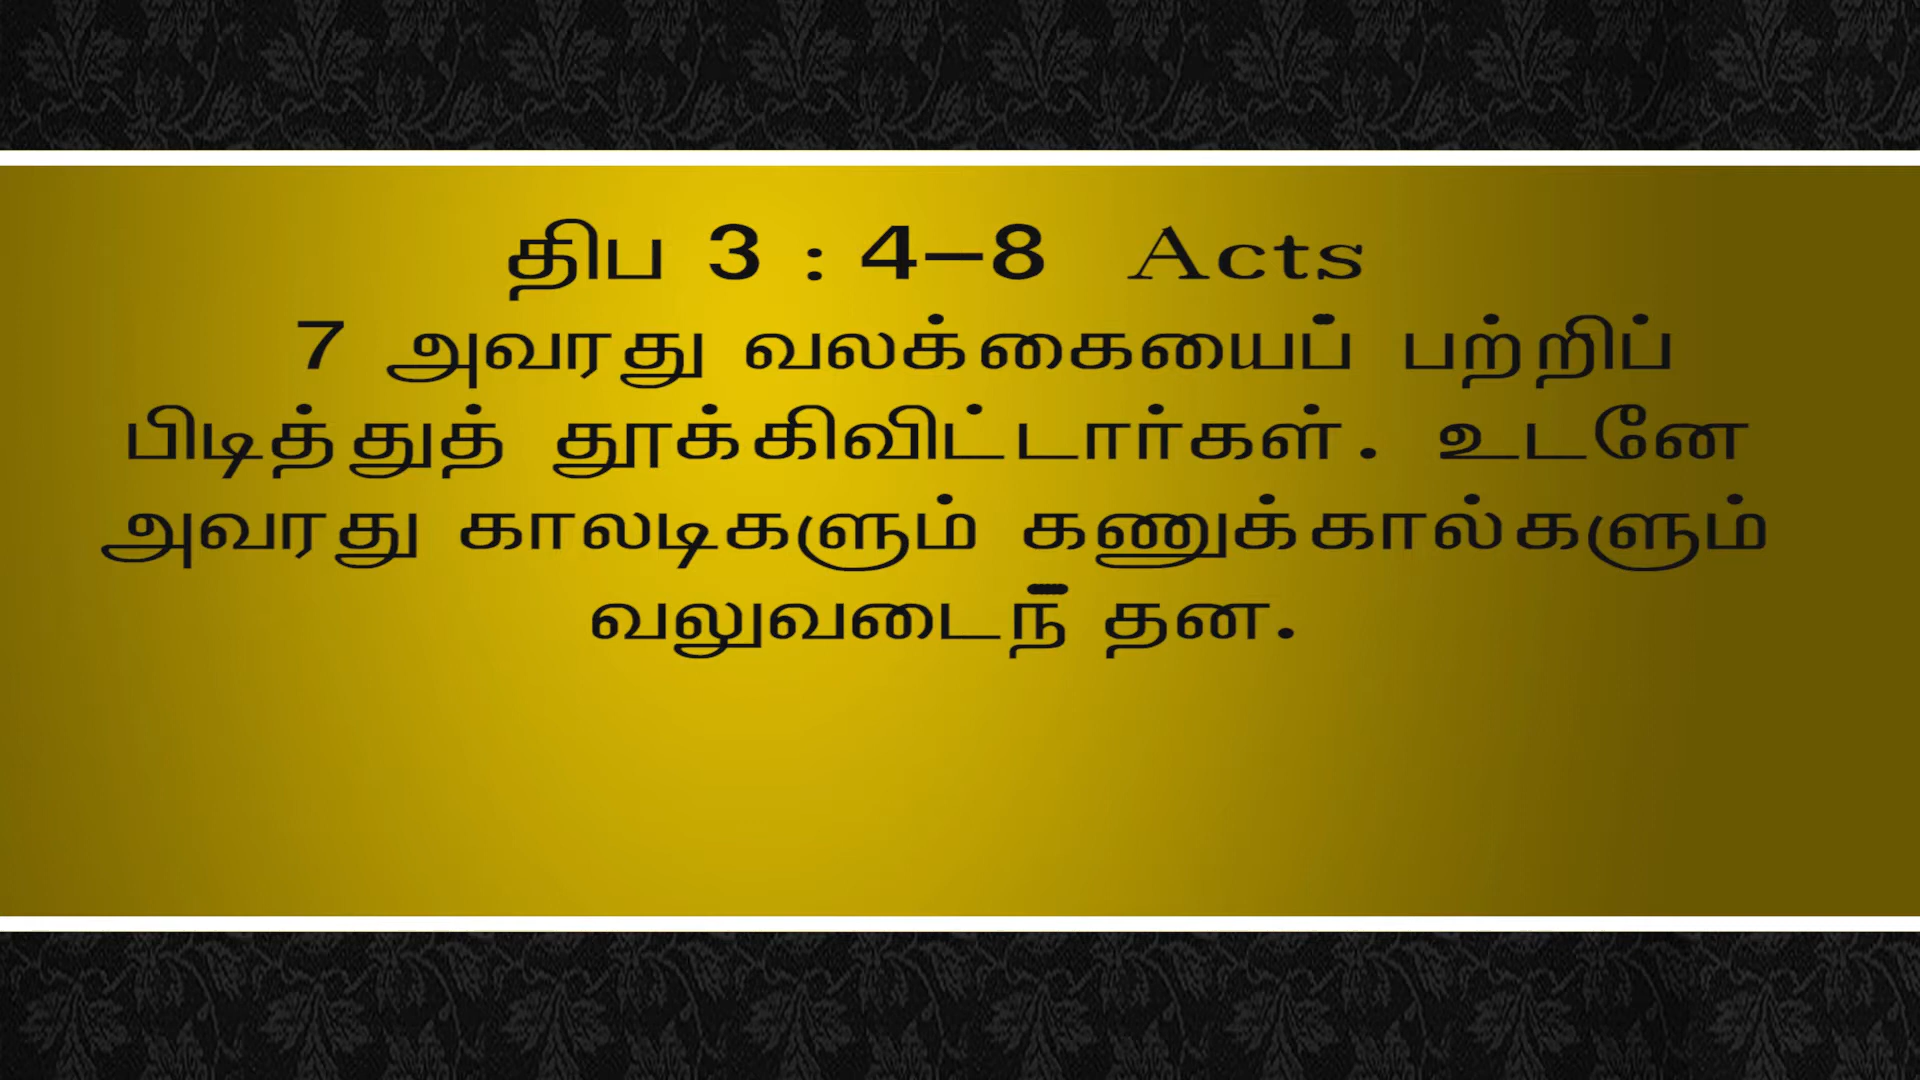 திப 3 : 4–8 Acts
7 அவரது வலக்கையைப் பற்றிப்
பிடித்துத் தூக்கிவிட்டார்கள். உடனே
அவரது காலடிகளும் கணுக்கால்களும்
வலுவடைந் தன.